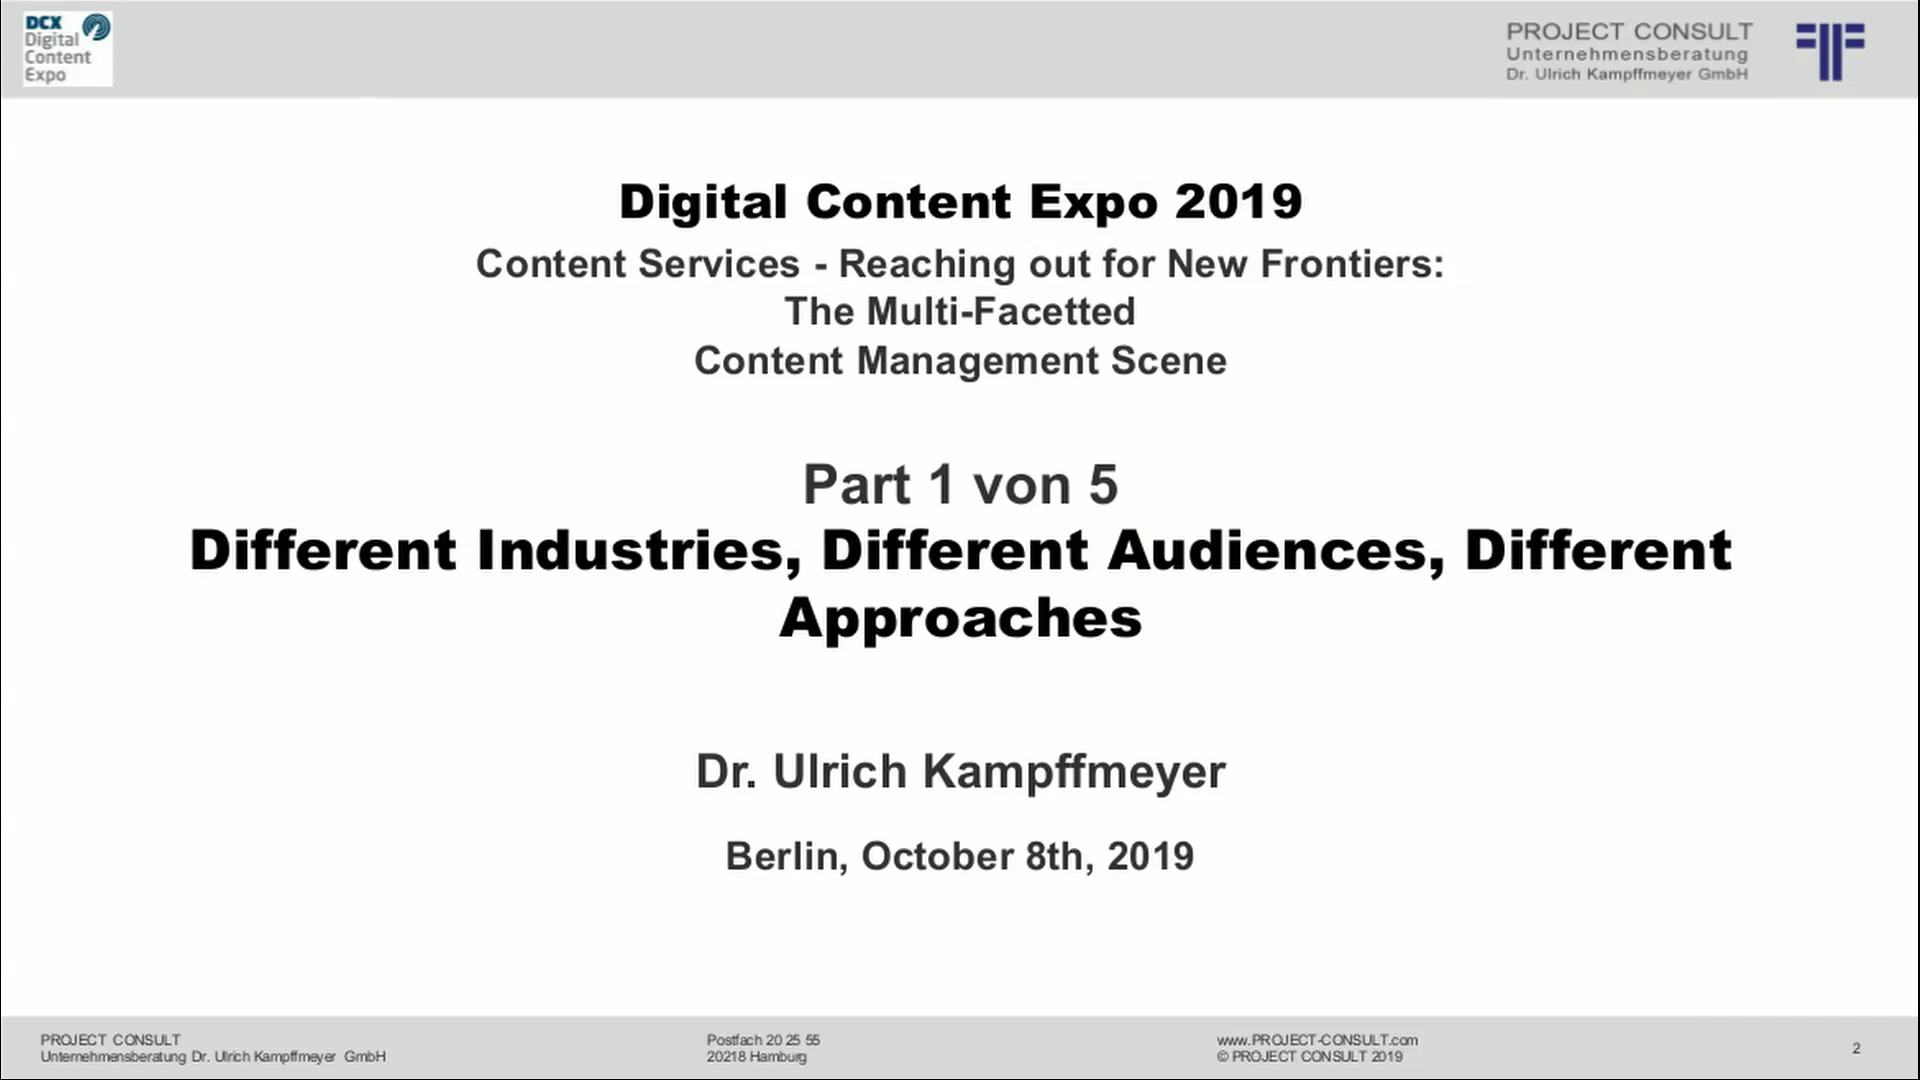 DCX
Digital
Content
Expo
PROJECT CONSULT
Unternehmensberatung
Dr. Ulrich Kampffmeyer GmbH
Digital Content Expo 2019
Content Services - Reaching out for New Frontiers:
The Multi-Facetted
Content Management Scene
Part 1 von 5
Different Industries, Different Audiences, Different
Approaches
Dr. Ulrich Kampffmeyer
Berlin, October 8th, 2019
PROJECT CONSULT
Unternehmensberatung Dr. Ulrich Kampffmeyer GmbH
Postfach 20 25 55
20218 Hamburg
www.PROJECT-CONSULT.com
© PROJECT CONSULT 2019
2